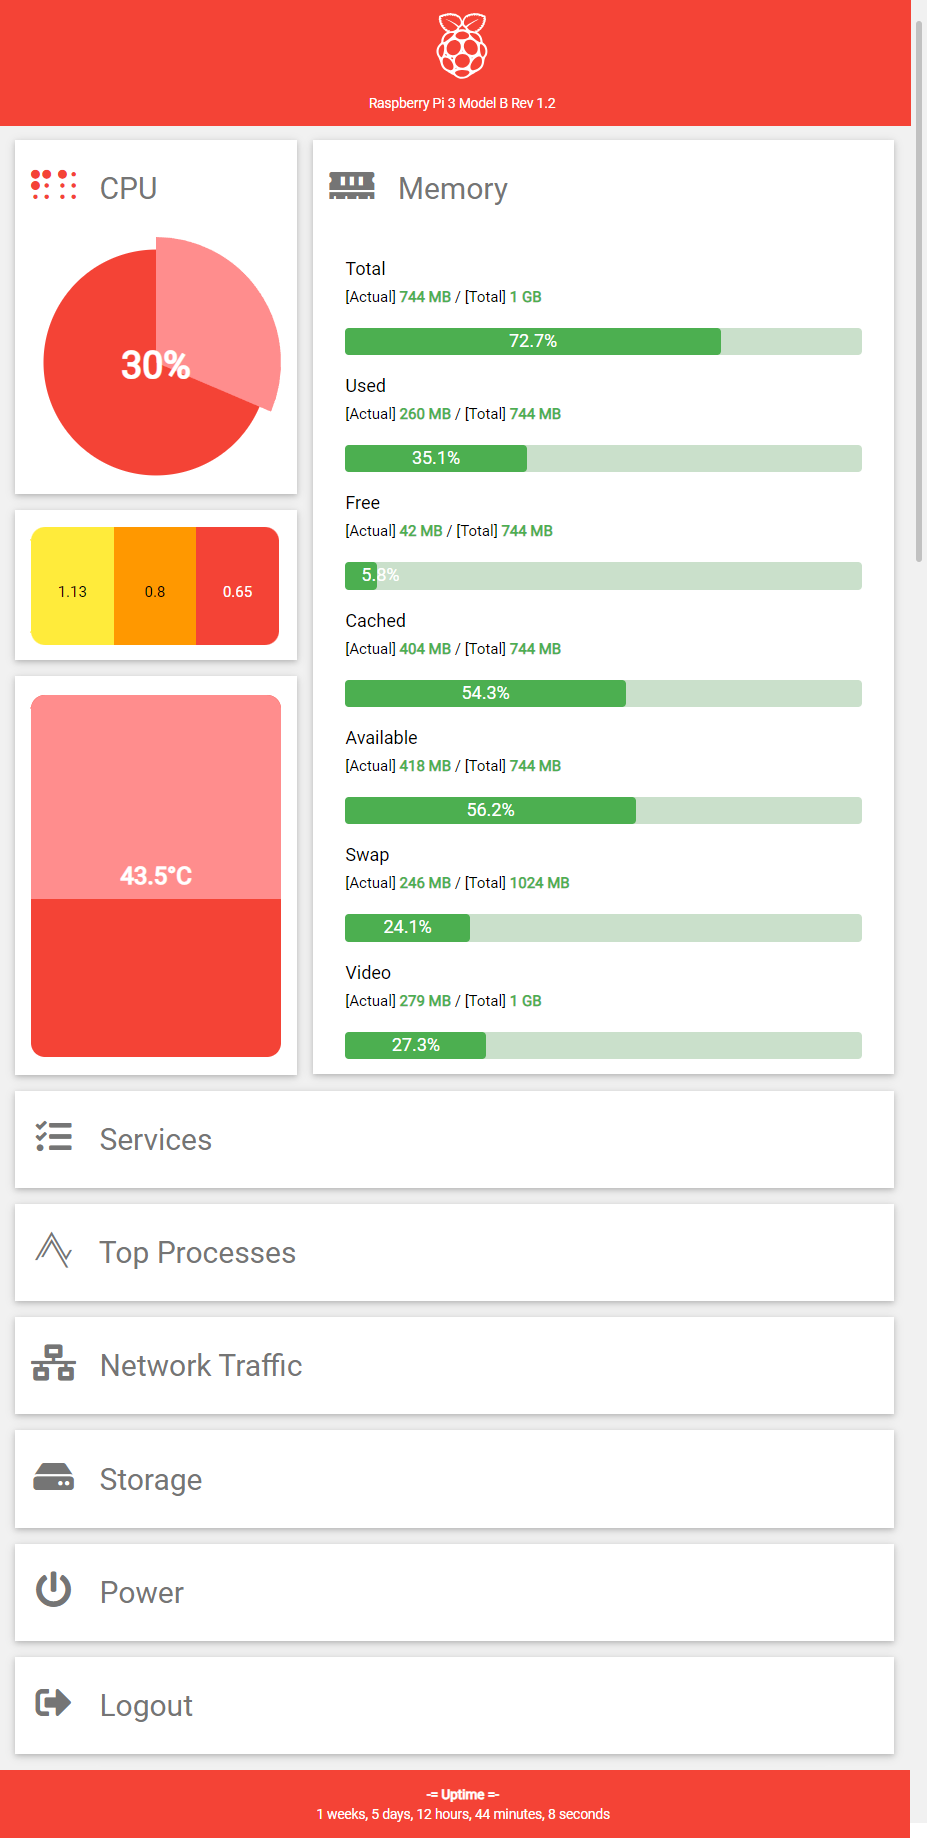 Raspberry Pi 3 Model B Rev 1.2
CPU
30%
1.13 0.8 0.65
43.5°C
Memory
Total
[Actual] 744 MB / [Total] 1 GB
72.7%
Used
[Actual] 260 MB / [Total] 744 MB
35.1%
Free
[Actual] 42 MB / [Total] 744 MB
5.8%
Cached
[Actual] 404 MB / [Total] 744 MB
54.3%
Available
[Actual] 418 MB / [Total] 744 MB
56.2%
Swap
[Actual] 246 MB / [Total] 1024 MB
24.1%
Video
[Actual] 279 MB / [Total] 1 GB
27.3%
Services
Top Processes
Network Traffic
Storage
Power
Logout
-= Uptime =-
1 weeks, 5 days, 12 hours, 44 minutes, 8 seconds